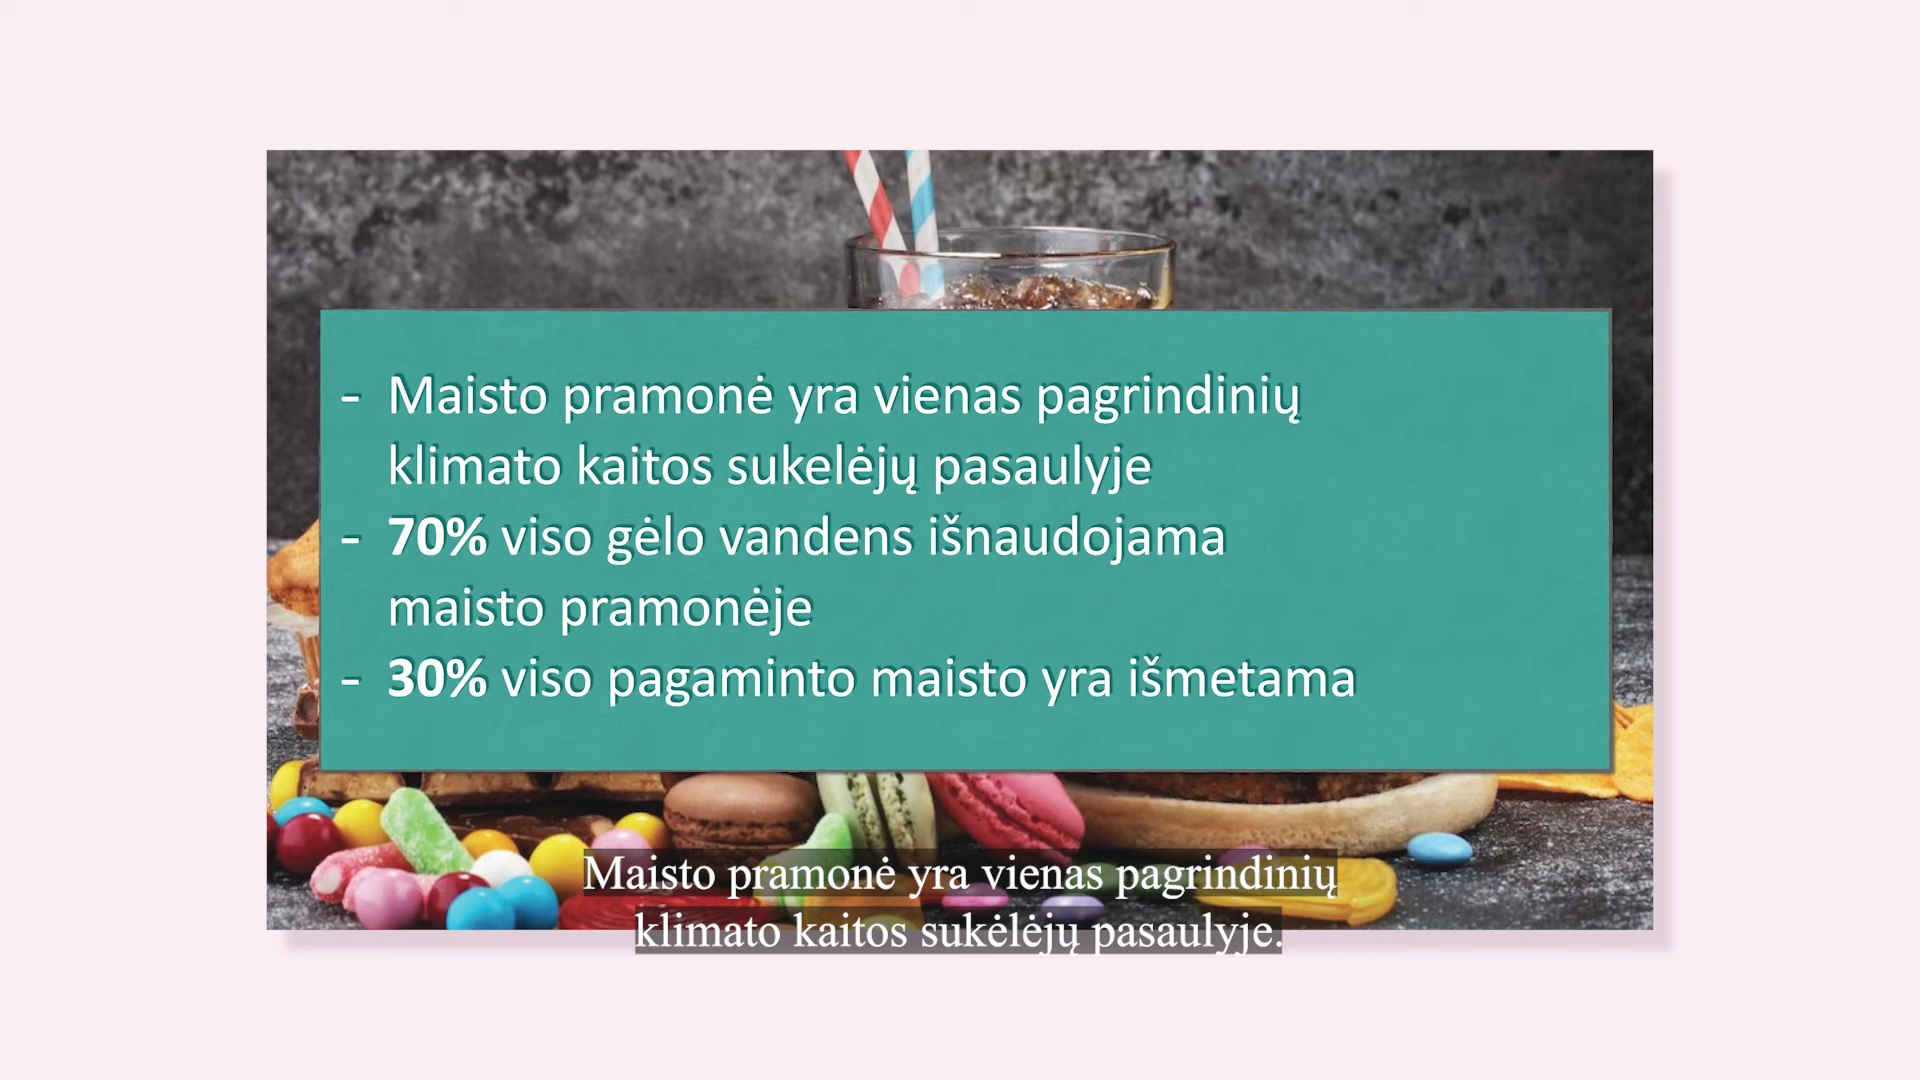 - Maisto pramonė yra vienas pagrindinių
klimato kaitos sukelėjų pasaulyje
- 70% viso gėlo vandens išnaudojama
maisto pramonėje
- 30% viso pagaminto maisto yra išmetama
Maisto pramonė yra vienas pagrindinių
klimato kaitos sukėlėjų pasaulyje.